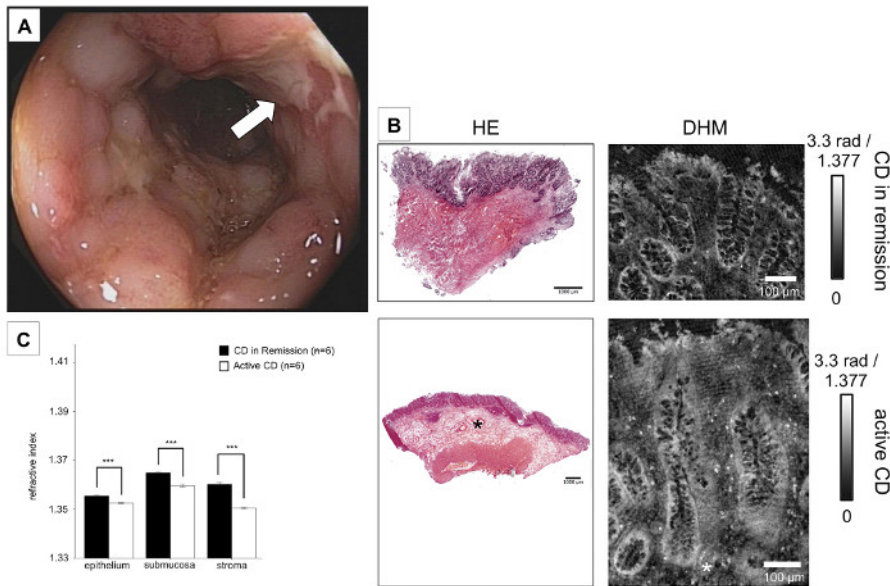 A
B
HE
DHM
3.3 rad /
1.377
0
CD in remission
1000 µm
100 µm
C
CD in Remission (n=6)
Active CD (n=6)
1.41
1.39
1.37
1.35
1.33
refractive index
***
***
***
epithelium submucosa stroma
*
1000 µm
*
100 µm
3.3 rad /
1.377
0
active CD